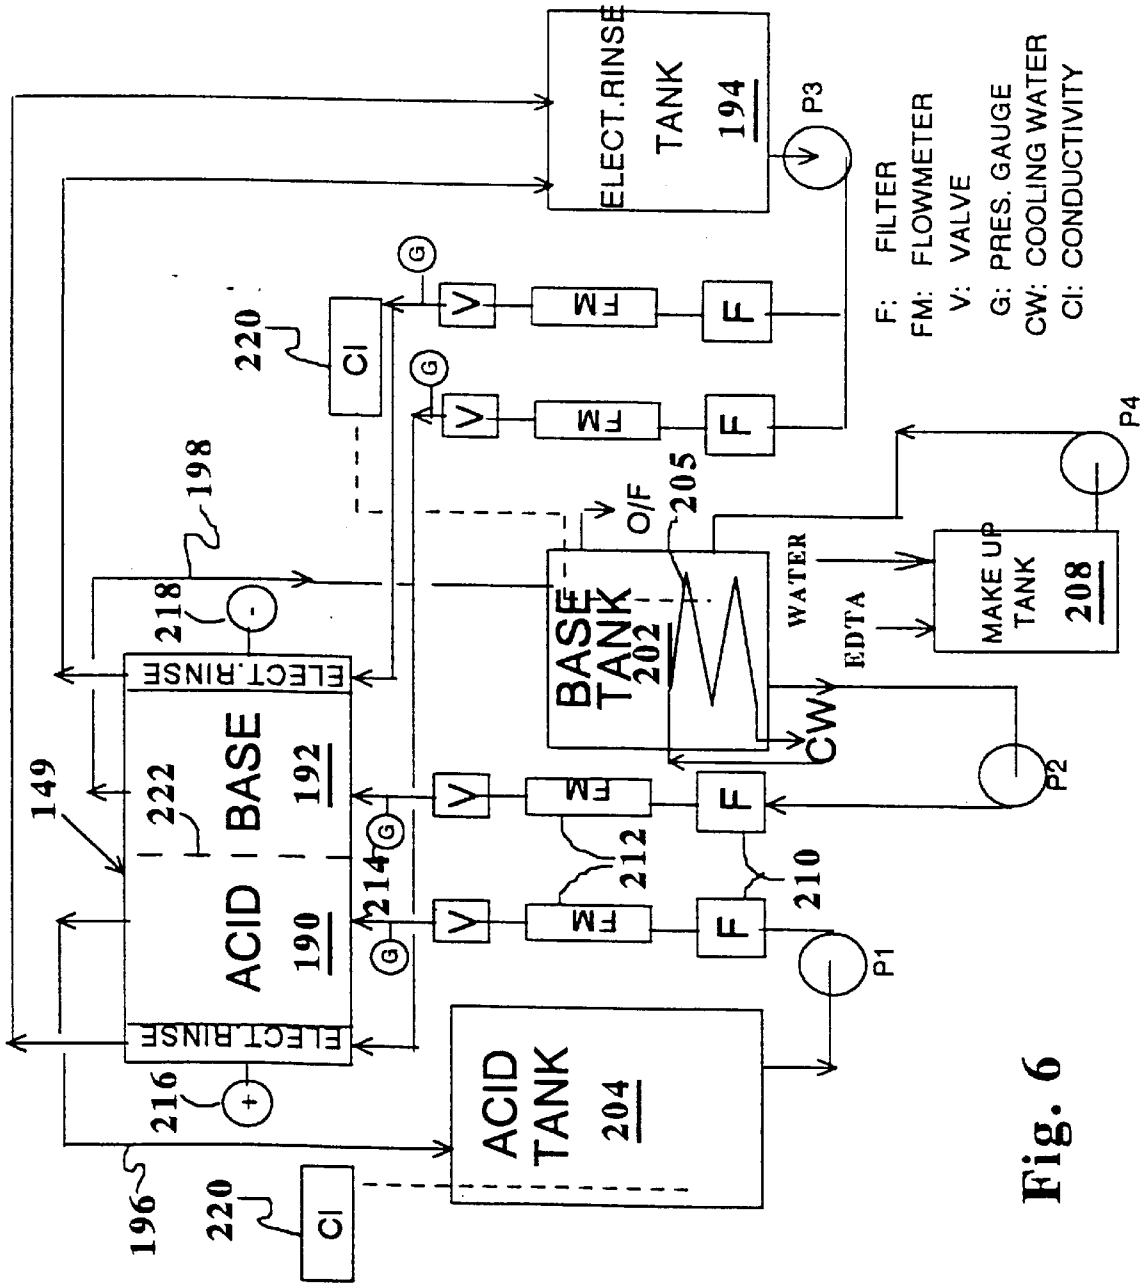 149
196
216
+
ELECT.RINSE
ACID
190
222
BASE
192
ELECT.RINSE
218
-
198
220
CI
220
CI
G
214
G
G
G
V
V
V
V
ACID
TANK
204
FM
212
FM
BASE
TANK
202
O/F
205
FM
FM
ELECT.RINSE
TANK
194
F
210
F
CW
F
F
P3
P1
EDTA
WATER
P2
MAKE UP
TANK
208
P4
F: FILTER
FM: FLOWMETER
V: VALVE
G: PRES. GAUGE
CW: COOLING WATER
CI: CONDUCTIVITY
Fig. 6